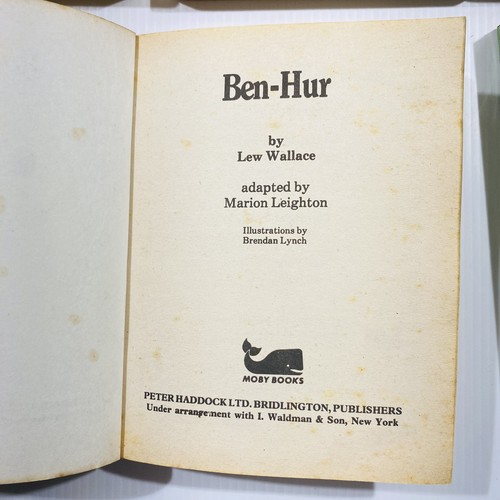 Ben-Hur
by
Lew Wallace
adapted by
Marion Leighton
Illustrations by
Brendan Lynch
MOBY BOOKS
PETER HADDOCK LTD. BRIDLINGTON, PUBLISHERS
Under arrangement with I. Waldman & Son, New York